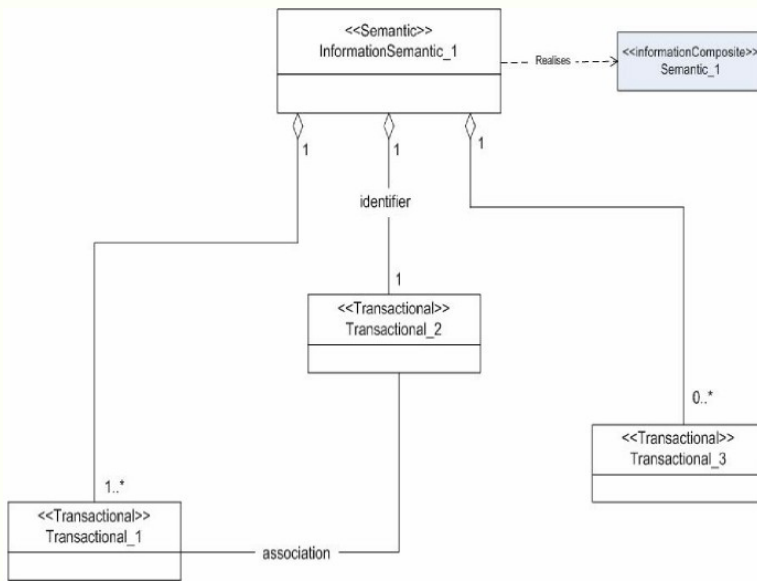 <<Semantic>>
InformationSemantic_1
Realises
<<informationComposite>>
Semantic_1
1
1
1
identifier
1
<<Transactional>>
Transactional_2
0..*
<<Transactional>>
Transactional_3
1..*
<<Transactional>>
Transactional_1
association